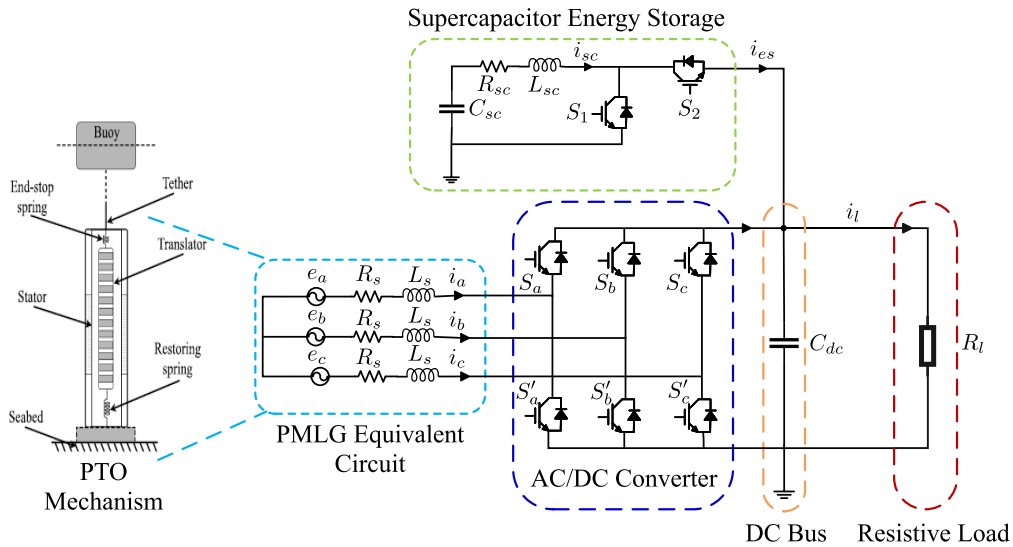 Supercapacitor Energy Storage
i_sc
i_es
R_sc
L_sc
C_sc
S_1
S_2
Buoy
End-stop
spring
Tether
Translator
Stator
Restoring
spring
Seabed
PTO
Mechanism
e_a R_s L_s i_a
e_b R_s L_s i_b
e_c R_s L_s i_c
PMLG Equivalent
Circuit
S_a S_b S_c
S'_a S'_b S'_c
AC/DC Converter
i_l
C_dc
R_l
DC Bus
Resistive Load